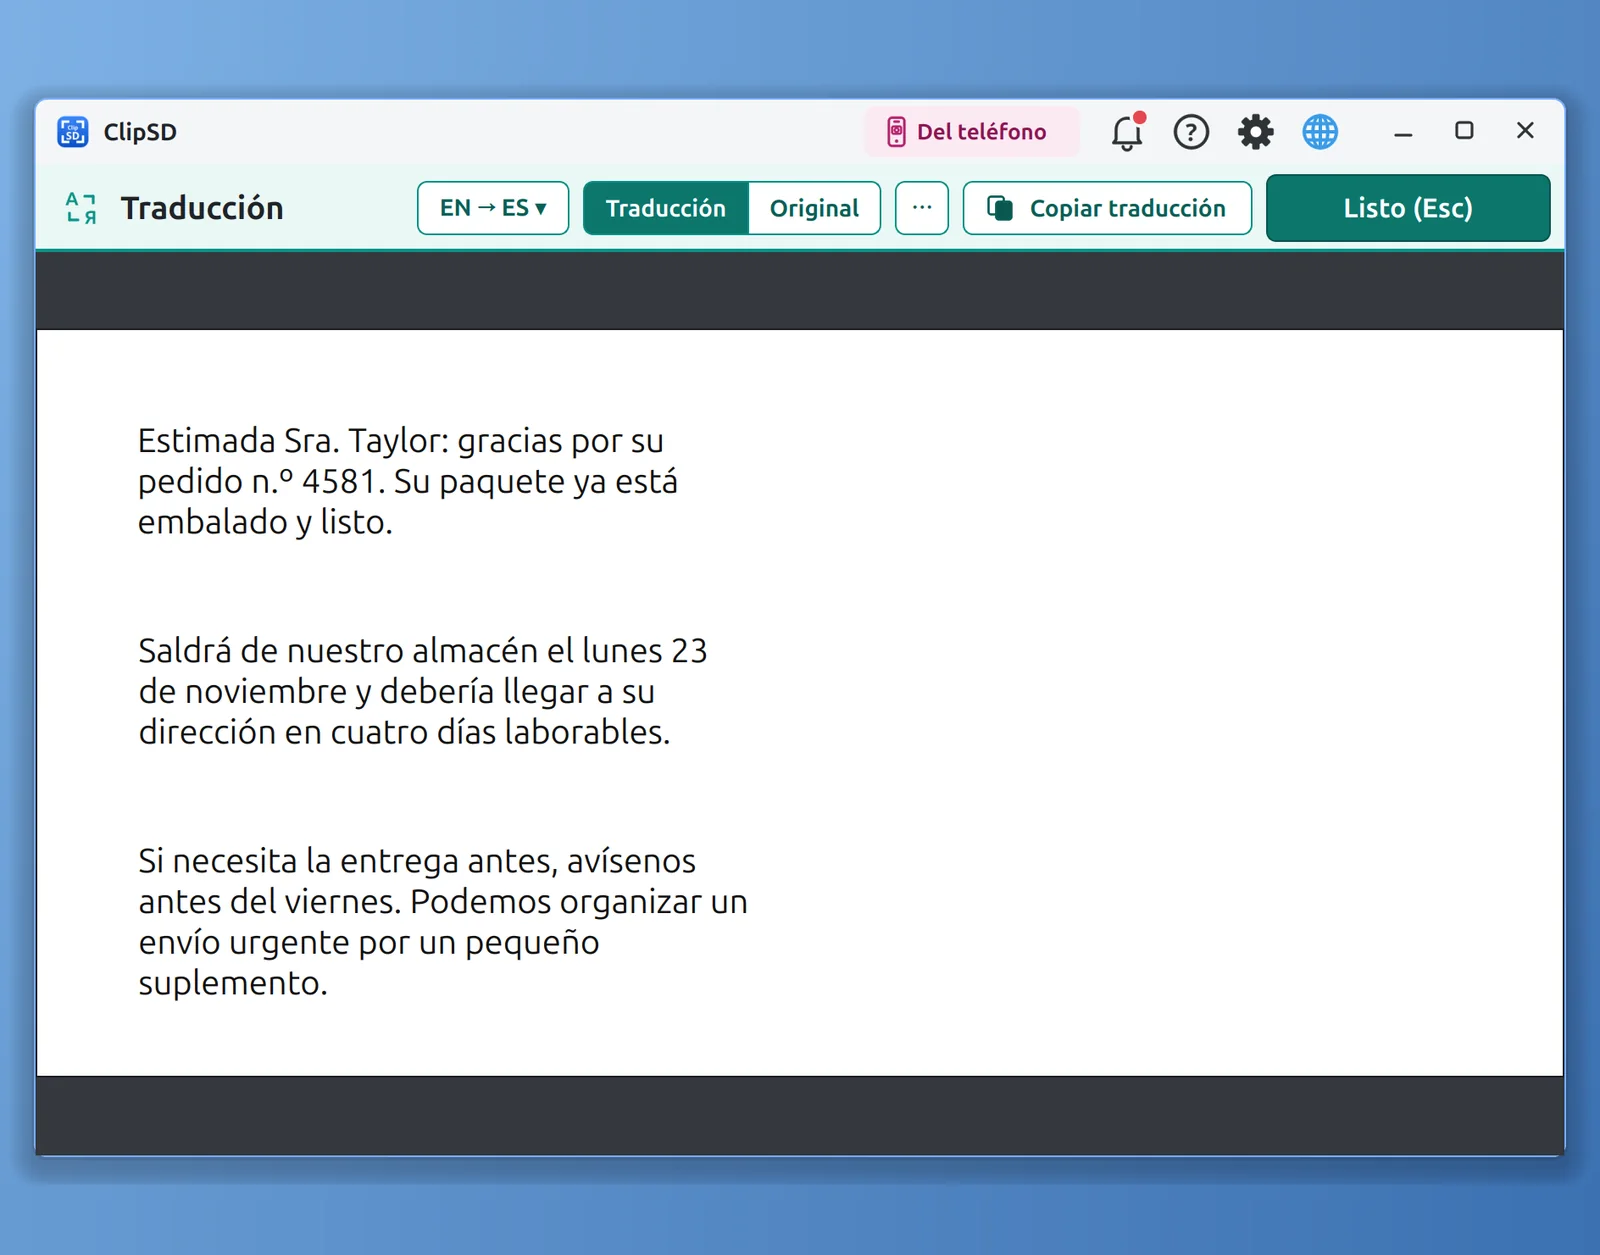 ClipSD
Del teléfono
Traducción
EN → ES ▾
Traducción
Original
...
Copiar traducción
Listo (Esc)
Estimada Sra. Taylor: gracias por su
pedido n.º 4581. Su paquete ya está
embalado y listo.
Saldrá de nuestro almacén el lunes 23
de noviembre y debería llegar a su
dirección en cuatro días laborables.
Si necesita la entrega antes, avísenos
antes del viernes. Podemos organizar un
envío urgente por un pequeño
suplemento.